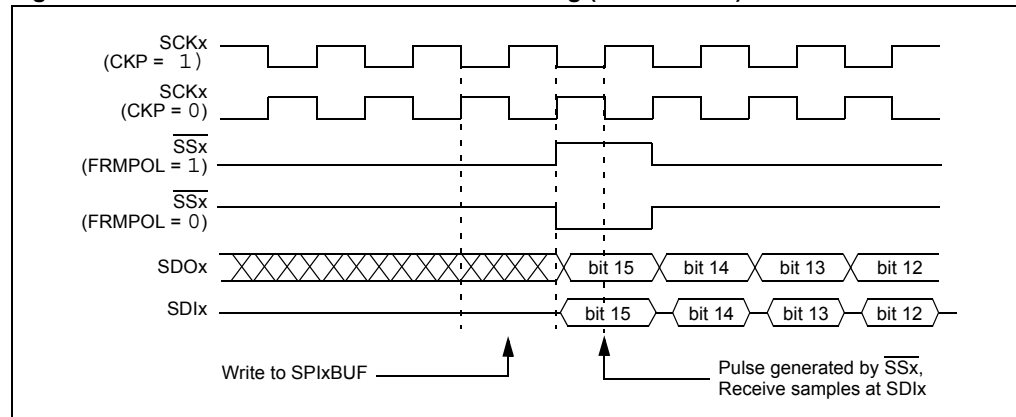 SCKx
(CKP = 1)
SCKx
(CKP = 0)
SSx
(FRMPOL = 1)
SSx
(FRMPOL = 0)
SDOx
bit 15 bit 14 bit 13 bit 12
SDIx
bit 15 bit 14 bit 13 bit 12
Write to SPIxBUF
Pulse generated by SSx,
Receive samples at SDIx